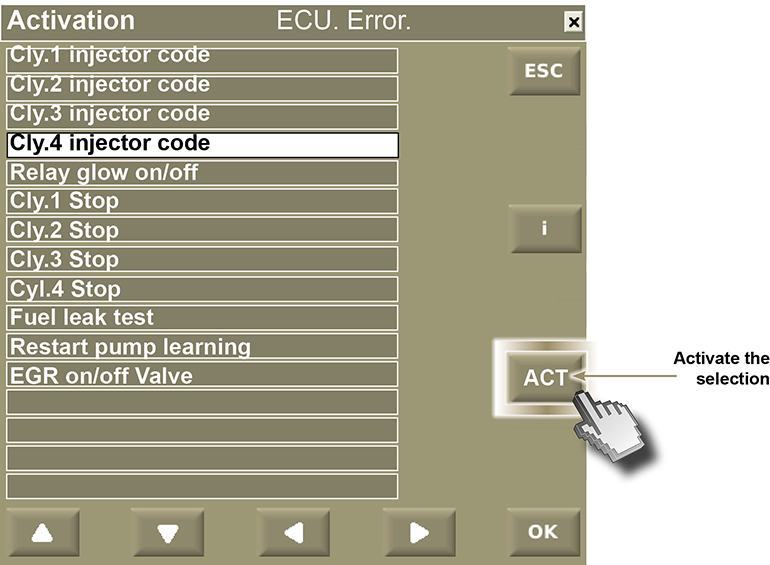 Activation ECU. Error.
Cly.1 injector code
Cly.2 injector code
Cly.3 injector code
Cly.4 injector code
Relay glow on/off
Cly.1 Stop
Cly.2 Stop
Cly.3 Stop
Cyl.4 Stop
Fuel leak test
Restart pump learning
EGR on/off Valve
ESC
i
ACT
Activate the
selection
OK